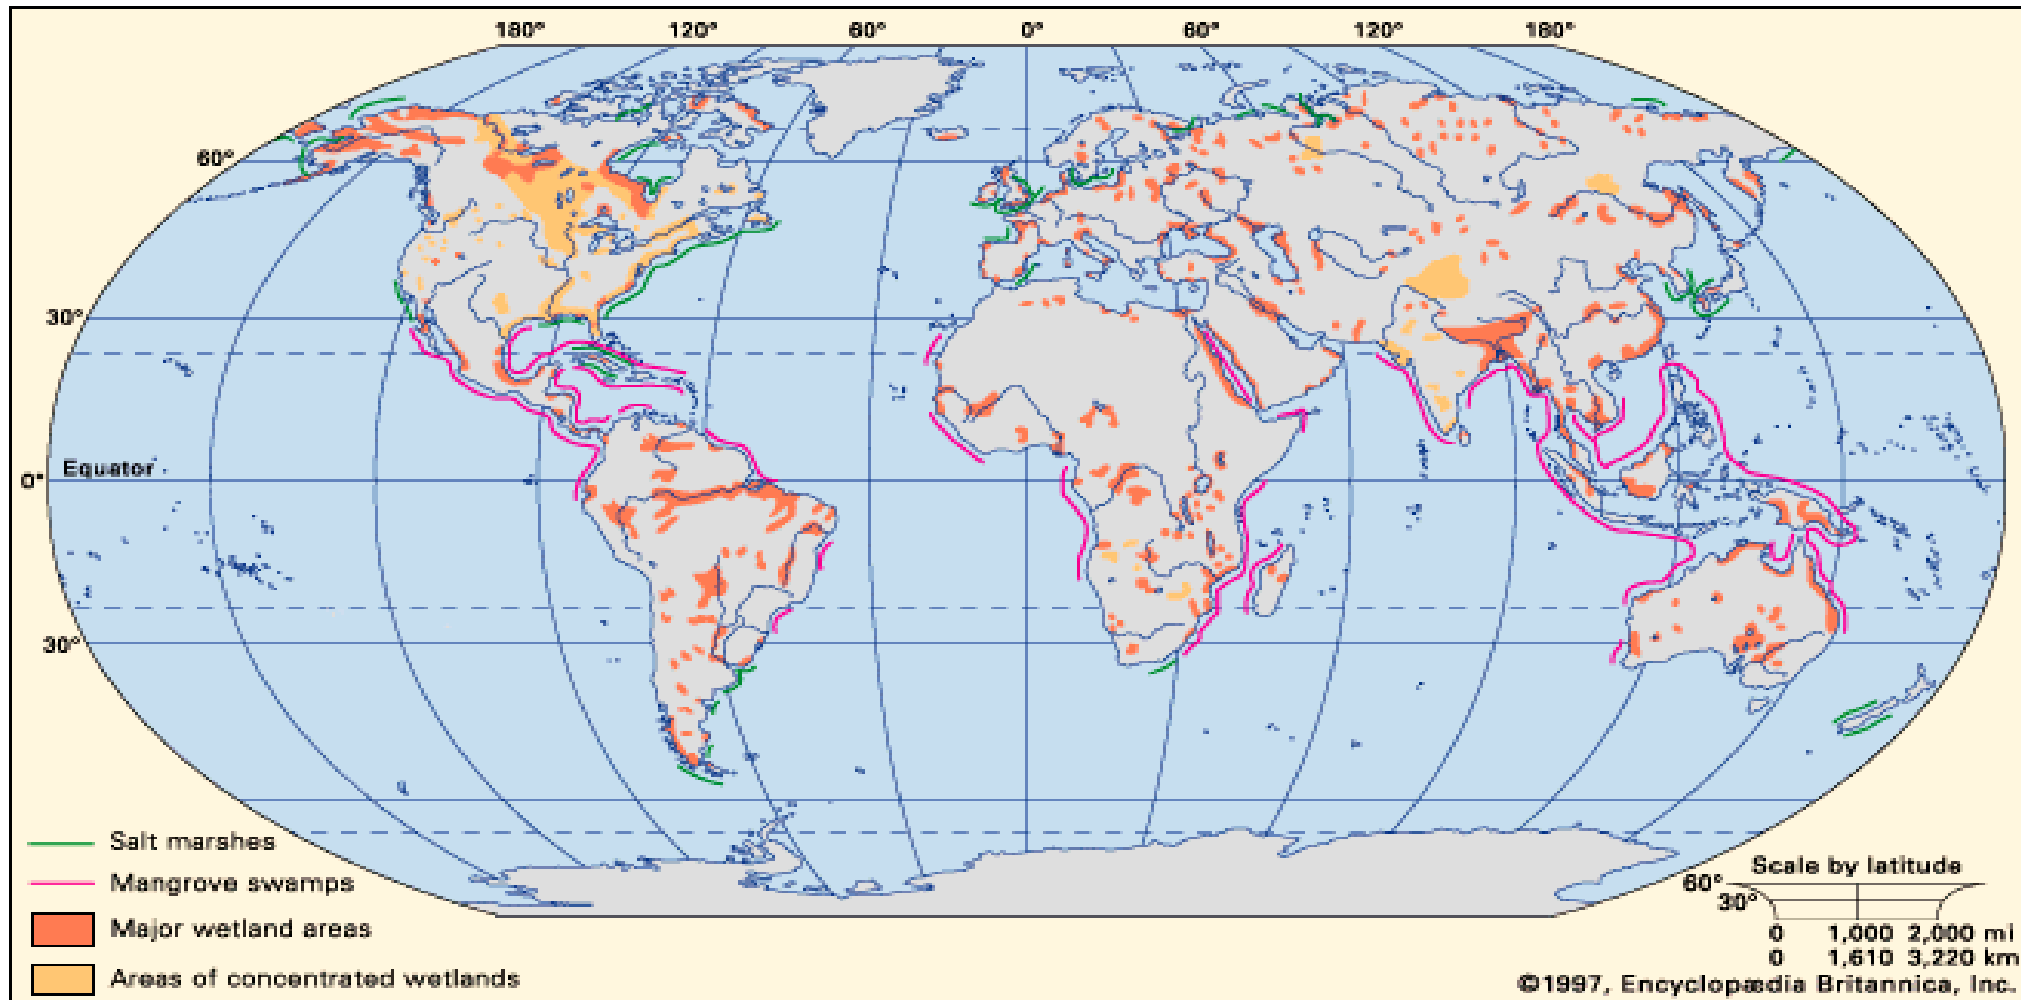 180° 120° 60° 0° 60° 120° 180°
60°
30°
Equator
0°
30°
Salt marshes
Mangrove swamps
Major wetland areas
Areas of concentrated wetlands
Scale by latitude
60°
30°
0 1,000 2,000 mi
0 1,610 3,220 km
©1997, Encyclopædia Britannica, Inc.